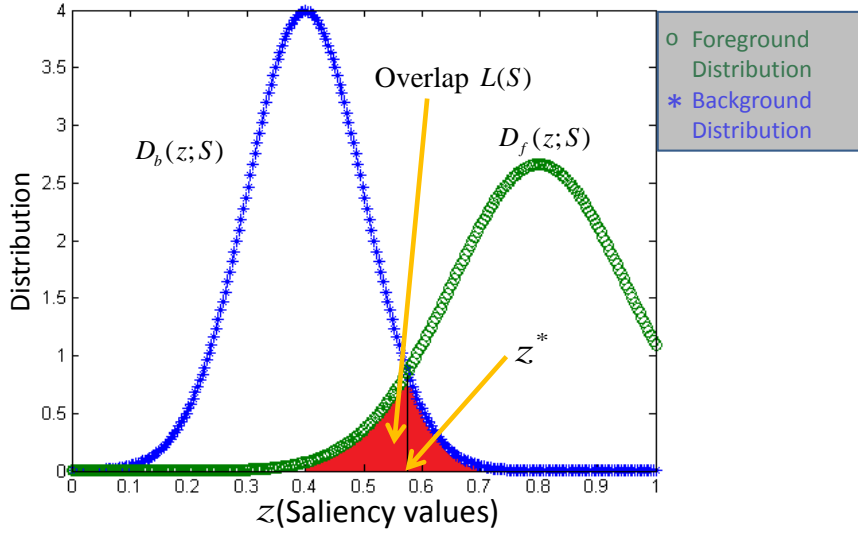 4
3.5
3
2.5
2
1.5
1
0.5
0
Distribution
Overlap L(S)
D_b(z;S)
D_f(z;S)
z*
0 0.1 0.2 0.3 0.4 0.5 0.6 0.7 0.8 0.9 1
z(Saliency values)
o Foreground
Distribution
* Background
Distribution